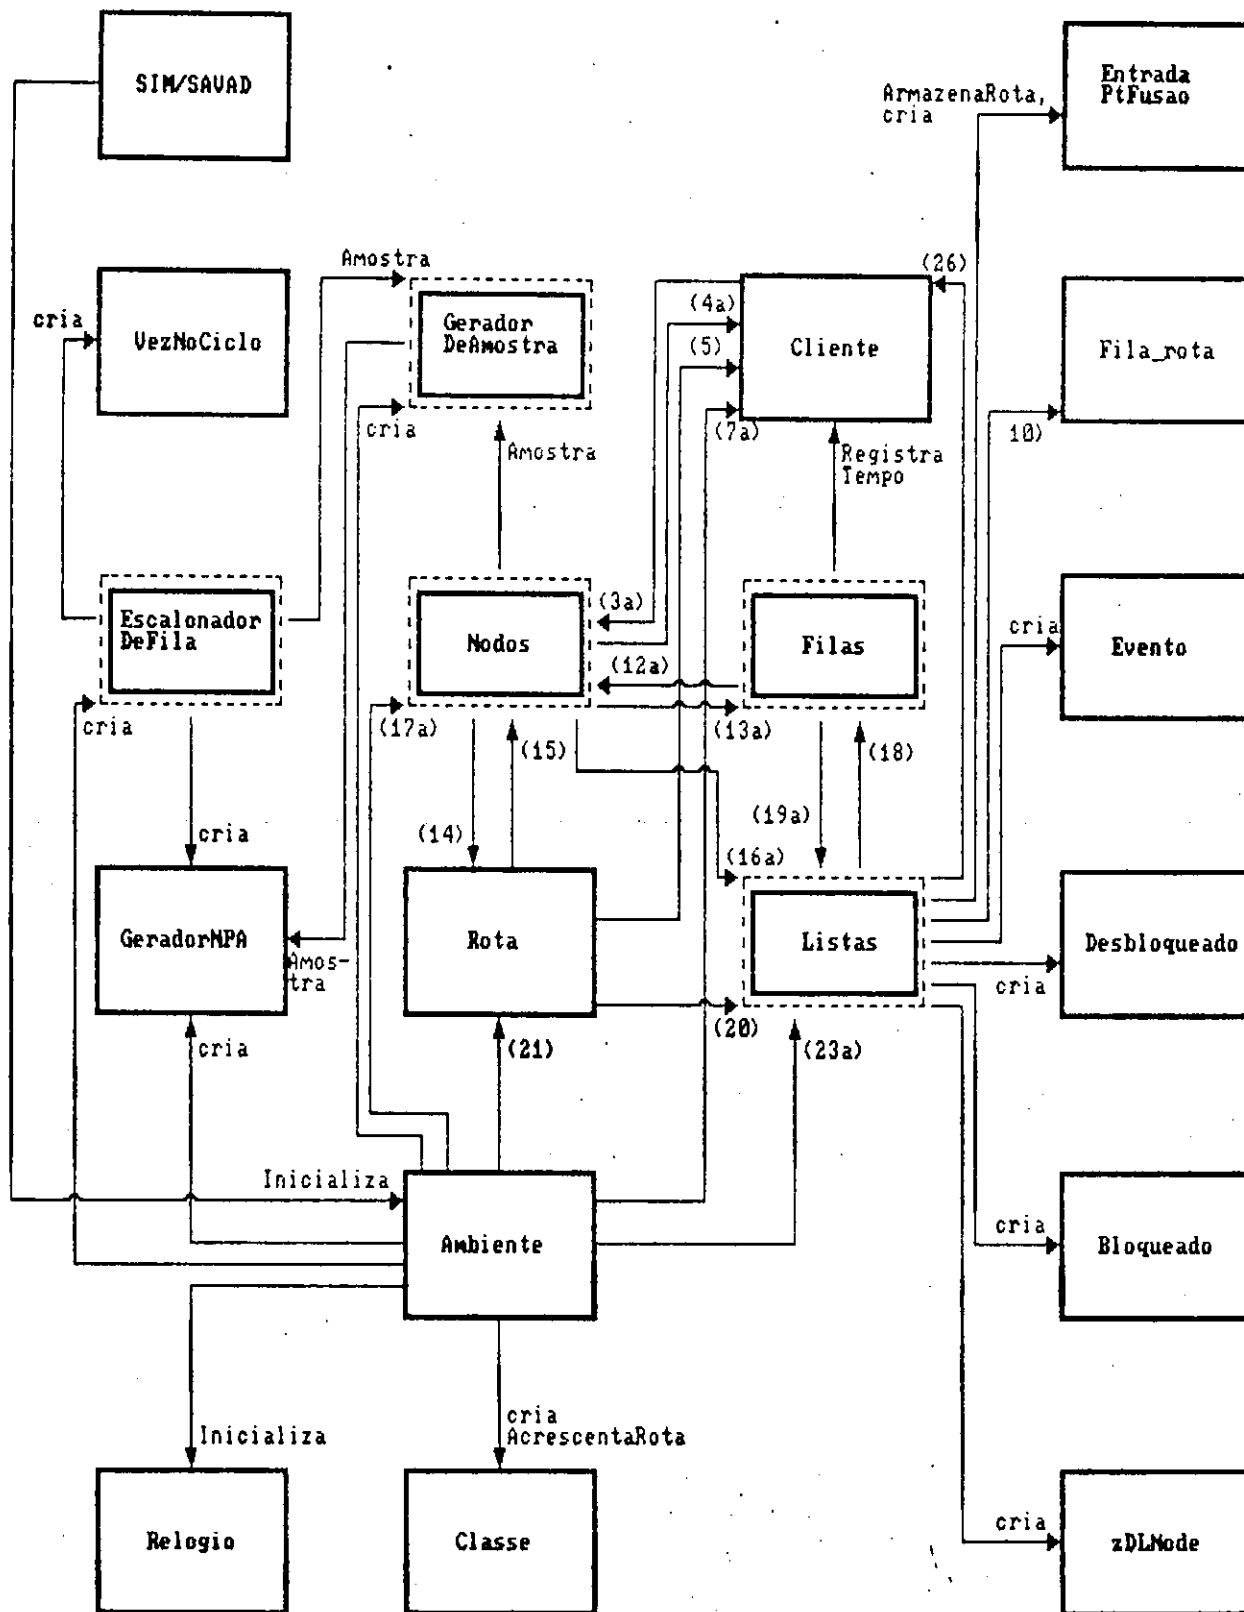 SIM/SAVAD
Entrada
PtFusao
ArmazenaRota,
cria
Amostra
(26)
cria
VezNoCiclo
Gerador
DeAmostra
(4a)
(5)
Cliente
Fila_rota
cria
(7a)
10)
Amostra
Registra
Tempo
Escalonador
DeFila
Nodos
(3a)
Filas
cria
Evento
(12a)
cria
(17a)
(15)
(13a)
(18)
cria
(14)
(19a)
(16a)
GeradorMPA
Amos-
tra
Rota
Listas
Desbloqueado
cria
(20)
cria
(21)
(23a)
Inicializa
Ambiente
cria
Bloqueado
Inicializa
cria
AcrescentaRota
Relogio
Classe
cria
zDLNode